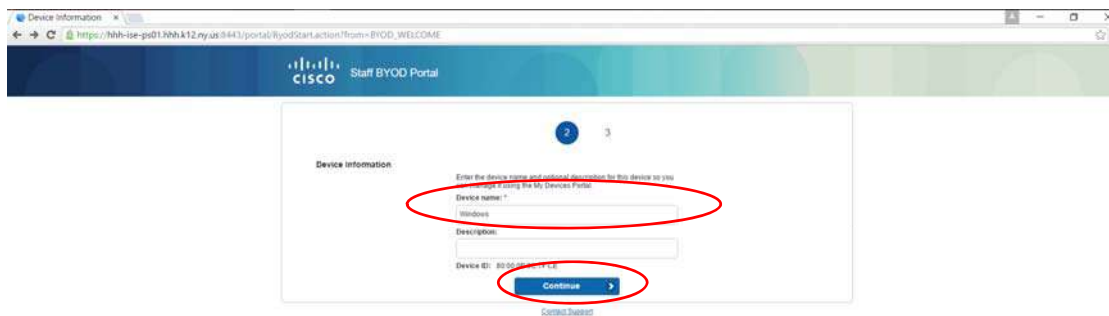 Device Information
https://hhh-ise-ps01.hhh.k12.ny.us:8443/portal/ByodStart.action?from=BYOD_WELCOME
CISCO Staff BYOD Portal
2 3
Device Information
Enter the device name and optional description for this device so you
can manage it using the My Devices Portal.
Device name: *
Windows
Description:
Device ID:
Continue
Contact Support